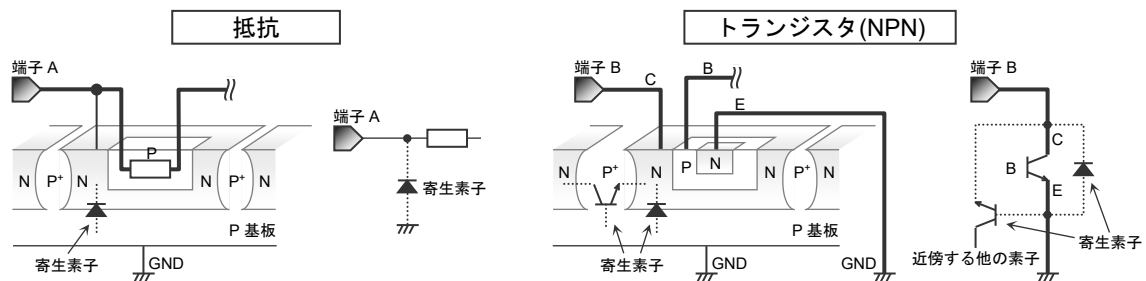 抵抗
トランジスタ(NPN)
端子 A
P
N
P+
N
N
P+
N
P 基板
寄生素子
GND
端子 A
寄生素子
端子 B
C
B
E
N
P+
N
P
N
N
P+
N
P 基板
寄生素子
GND
GND
端子 B
C
B
E
寄生素子
近傍する他の素子